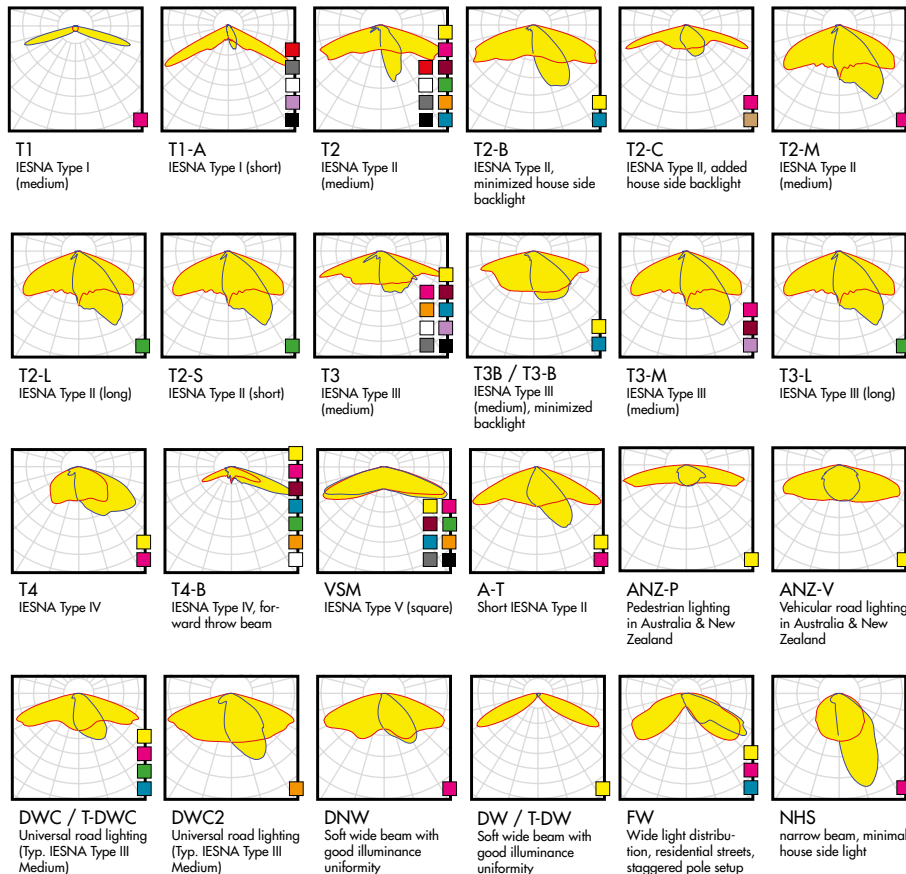 T1
IESNA Type I
(medium)
T1-A
IESNA Type I (short)
T2
IESNA Type II
(medium)
T2-B
IESNA Type II,
minimized house side
backlight
T2-C
IESNA Type II, added
house side backlight
T2-M
IESNA Type II
(medium)
T2-L
IESNA Type II (long)
T2-S
IESNA Type II (short)
T3
IESNA Type III
(medium)
T3B / T3-B
IESNA Type III
(medium), minimized
backlight
T3-M
IESNA Type III
(medium)
T3-L
IESNA Type III (long)
T4
IESNA Type IV
T4-B
IESNA Type IV, for-
ward throw beam
VSM
IESNA Type V (square)
A-T
Short IESNA Type II
ANZ-P
Pedestrian lighting
in Australia & New
Zealand
ANZ-V
Vehicular road lighting
in Australia & New
Zealand
DWC / T-DWC
Universal road lighting
(Typ. IESNA Type III
Medium)
DWC2
Universal road lighting
(Typ. IESNA Type III
Medium)
DNW
Soft wide beam with
good illuminance
uniformity
DW / T-DW
Soft wide beam with
good illuminance
uniformity
FW
Wide light distribu-
tion, residential streets,
staggered pole setup
NHS
narrow beam, minimal
house side light